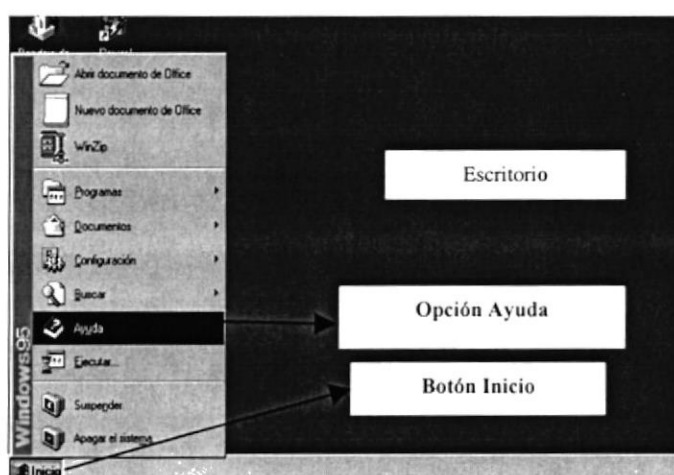 Abrir documento de Office
Nuevo documento de Office
WinZip
Programas
Documentos
Configuración
Buscar
Ayuda
Ejecutar...
Suspender
Apagar el sistema
Windows95
Inicio
Escritorio
Opción Ayuda
Botón Inicio